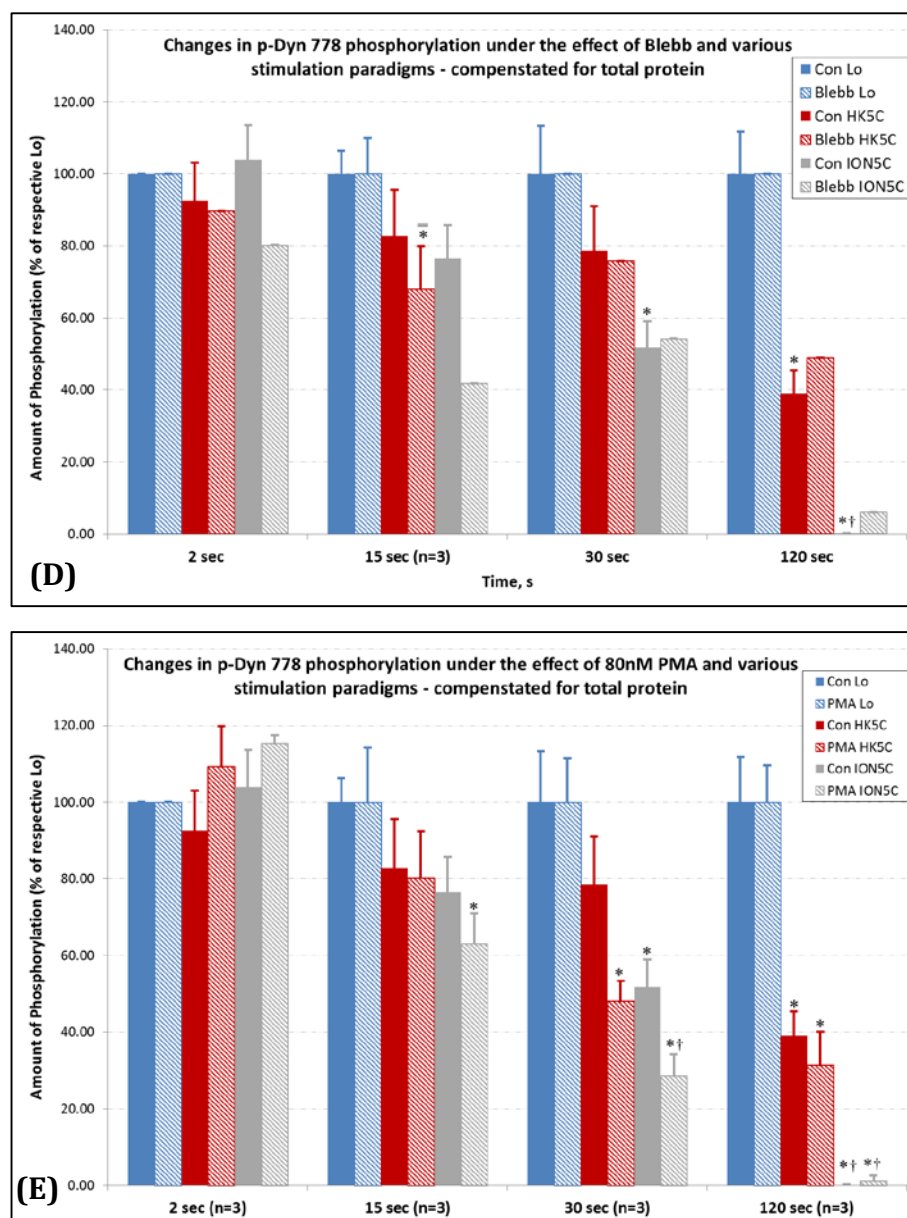 140.00
Changes in p-Dyn 778 phosphorylation under the effect of Blebb and various
stimulation paradigms - compenstated for total protein
Con Lo
Blebb Lo
Con HK5C
Blebb HK5C
Con ION5C
Blebb ION5C
120.00
100.00
80.00
60.00
40.00
20.00
0.00
Amount of Phosphorylation (% of respective Lo)
=
*
*
*
*†
2 sec
15 sec (n=3)
30 sec
120 sec
Time, s
(D)
140.00
Changes in p-Dyn 778 phosphorylation under the effect of 80nM PMA and various
stimulation paradigms - compenstated for total protein
Con Lo
PMA Lo
Con HK5C
PMA HK5C
Con ION5C
PMA ION5C
120.00
100.00
80.00
60.00
40.00
20.00
0.00
Amount of Phosphorylation (% of respective Lo)
*
*
*
*†
*
*
*†
*†
2 sec (n=3)
15 sec (n=3)
30 sec (n=3)
120 sec (n=3)
(E)